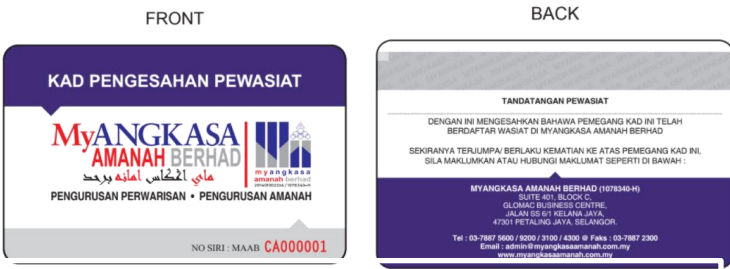 FRONT
KAD PENGESAHAN PEWASIAT
MyANGKASA
AMANAH BERHAD
ماي اڠكاس امانه برحد
myangkasa
amanah berhad
PENGURUSAN PERWARISAN • PENGURUSAN AMANAH
NO SIRI : MAAB CA000001
BACK
TANDATANGAN PEWASIAT
DENGAN INI MENGESAHKAN BAHAWA PEMEGANG KAD INI TELAH
BERDAFTAR WASIAT DI MYANGKASA AMANAH BERHAD
SEKIRANYA TERJUMPA/ BERLAKU KEMATIAN KE ATAS PEMEGANG KAD INI,
SILA MAKLUMKAN ATAU HUBUNGI MAKLUMAT SEPERTI DI BAWAH :
MYANGKASA AMANAH BERHAD (1078340-H)
SUITE 401, BLOCK C,
GLOMAC BUSINESS CENTRE,
JALAN SS 6/1 KELANA JAYA,
47301 PETALING JAYA, SELANGOR.
Tel : 03-7887 5600 / 9200 / 3100 / 4300 @ Faks : 03-7887 2300
Email : admin@myangkasaamanah.com.my
www.myangkasaamanah.com.my